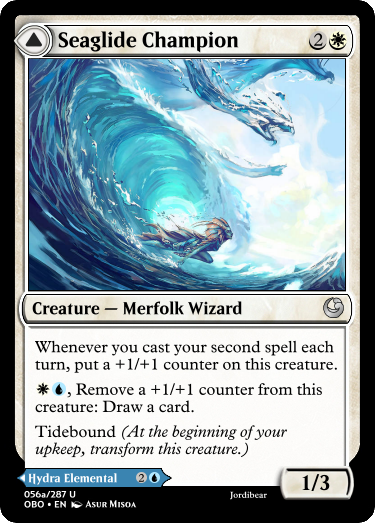 Seaglide Champion 2
Creature — Merfolk Wizard
Whenever you cast your second spell each
turn, put a +1/+1 counter on this creature.
, Remove a +1/+1 counter from this
creature: Draw a card.
Tidebound (At the beginning of your
upkeep, transform this creature.)
Hydra Elemental 2
1/3
056a/287 U
OBO • EN Asur Misoa
Jordibear